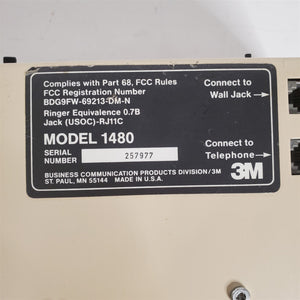 Complies with Part 68, FCC Rules
FCC Registration Number
BDG9FW-69213-DM-N
Ringer Equivalence 0.7B
Jack (USOC)-RJ11C
MODEL 1480
SERIAL
NUMBER 257977
BUSINESS COMMUNICATION PRODUCTS DIVISION/3M
ST. PAUL, MN 55144 MADE IN U.S.A.
Connect to
Wall Jack
Connect to
Telephone
3M